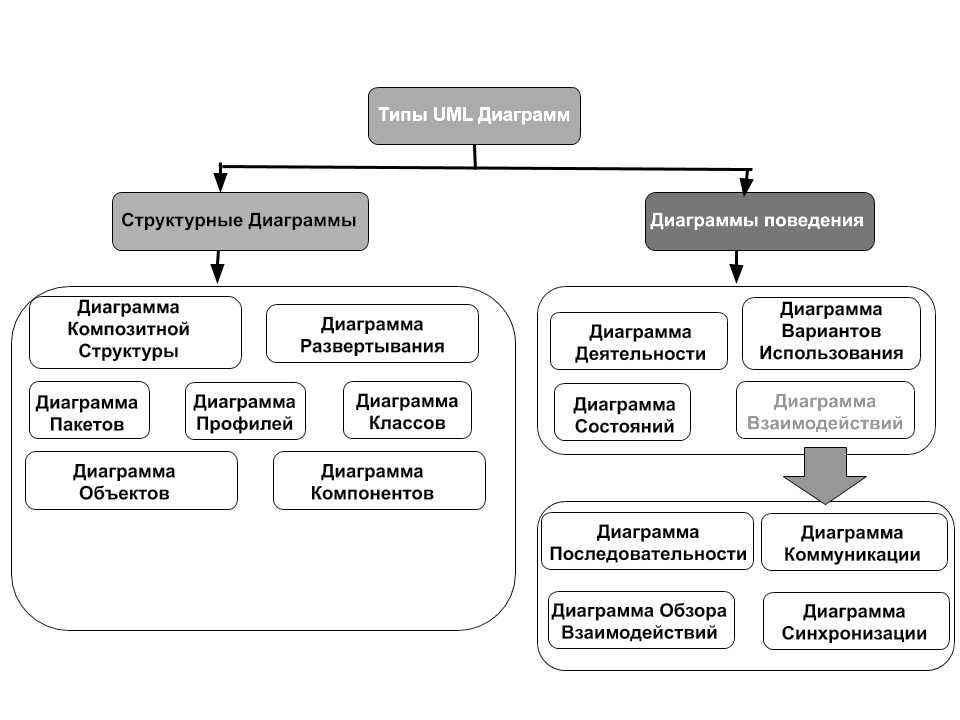 Типы UML Диаграмм
Структурные Диаграммы
Диаграммы поведения
Диаграмма
Композитной
Структуры
Диаграмма
Развертывания
Диаграмма
Пакетов
Диаграмма
Профилей
Диаграмма
Классов
Диаграмма
Объектов
Диаграмма
Компонентов
Диаграмма
Деятельности
Диаграмма
Вариантов
Использования
Диаграмма
Состояний
Диаграмма
Взаимодействий
Диаграмма
Последовательности
Диаграмма
Коммуникации
Диаграмма Обзора
Взаимодействий
Диаграмма
Синхронизации